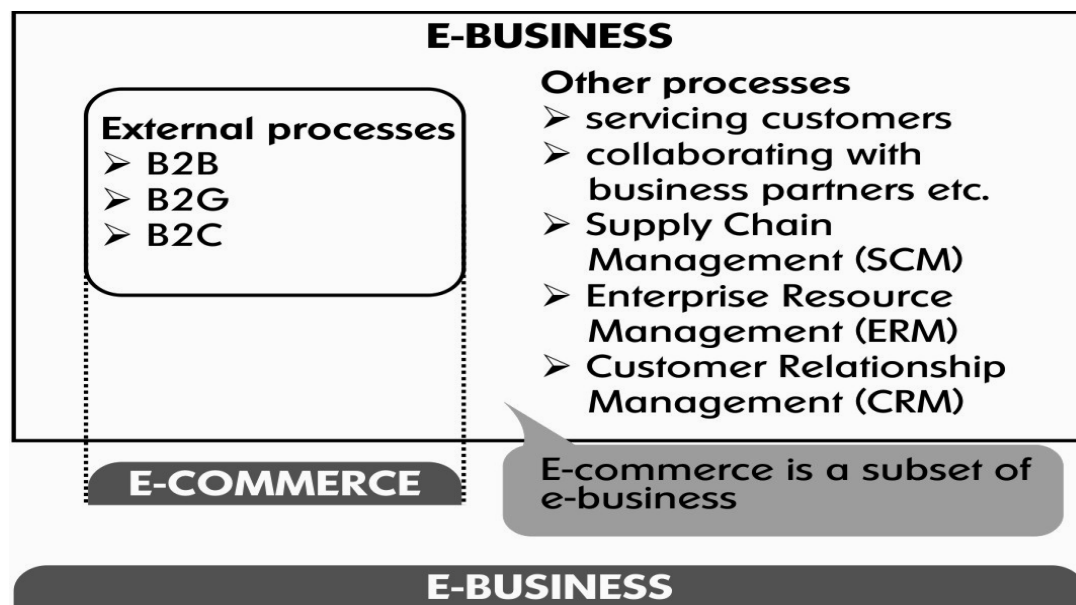 E-BUSINESS
External processes
➢ B2B
➢ B2G
➢ B2C
Other processes
➢ servicing customers
➢ collaborating with
business partners etc.
➢ Supply Chain
Management (SCM)
➢ Enterprise Resource
Management (ERM)
➢ Customer Relationship
Management (CRM)
E-COMMERCE
E-commerce is a subset of
e-business
E-BUSINESS